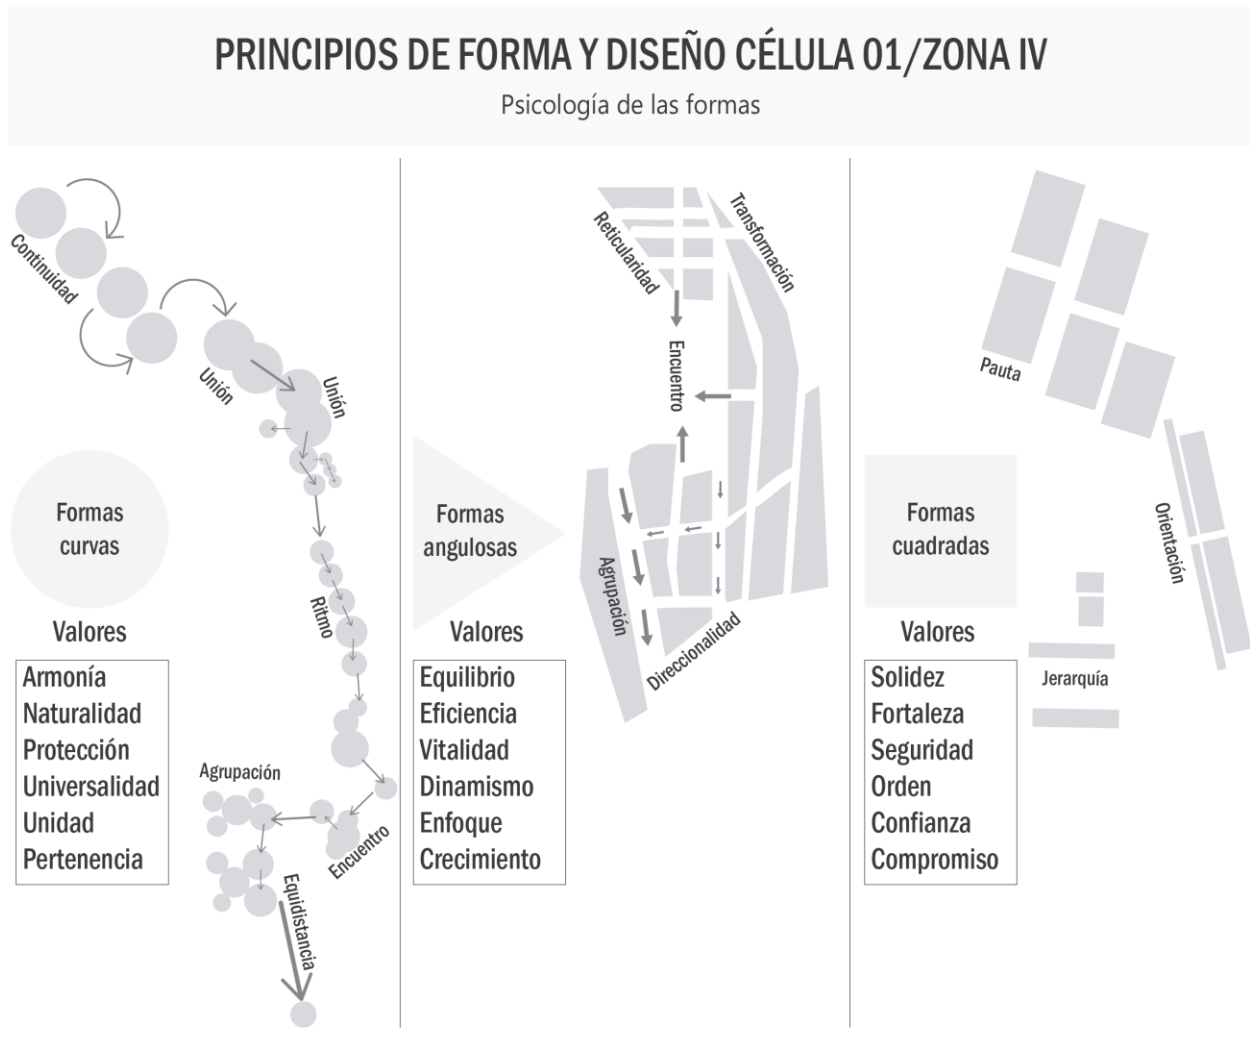 PRINCIPIOS DE FORMA Y DISEÑO CÉLULA 01/ZONA IV
Psicología de las formas
Continuidad
Unión
Unión
Formas
curvas
Ritmo
Valores
Armonía
Naturalidad
Protección
Universalidad
Unidad
Pertenencia
Agrupación
Encuentro
Equidistancia
Reticularidad
Transformación
Encuentro
Formas
angulosas
Agrupación
Direccionalidad
Valores
Equilibrio
Eficiencia
Vitalidad
Dinamismo
Enfoque
Crecimiento
Pauta
Formas
cuadradas
Orientación
Jerarquía
Valores
Solidez
Fortaleza
Seguridad
Orden
Confianza
Compromiso